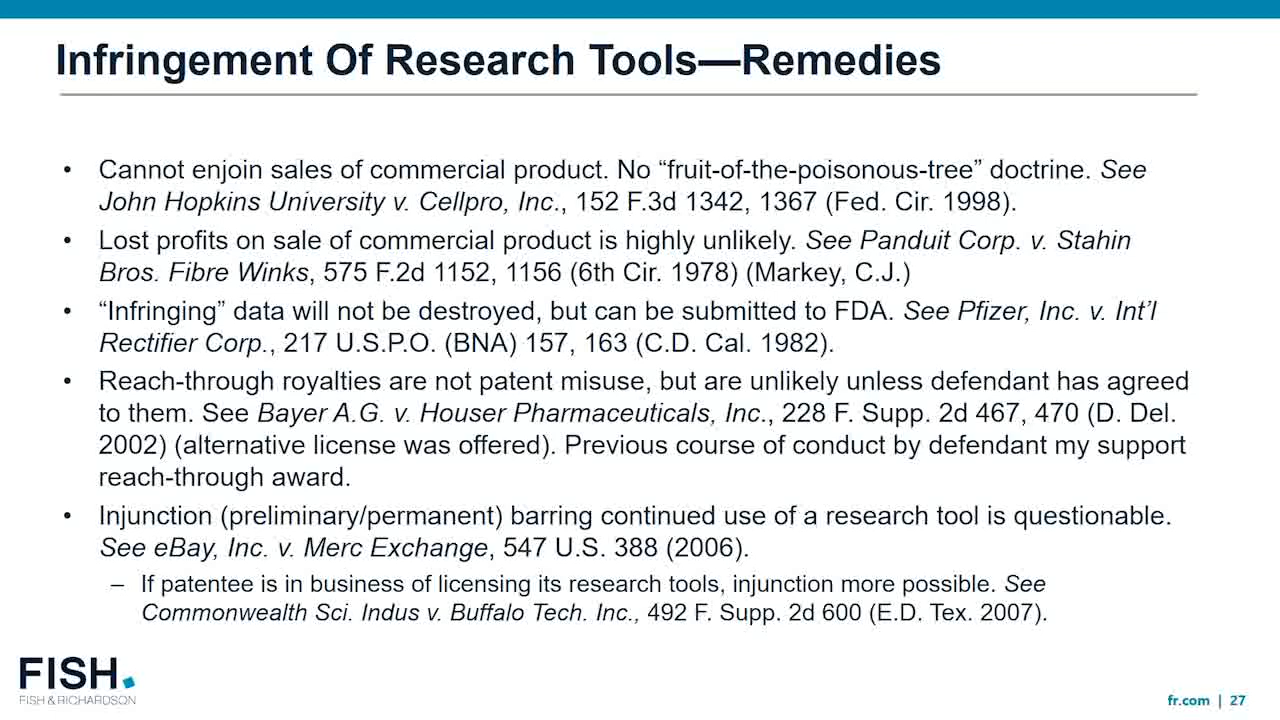 Infringement Of Research Tools—Remedies
• Cannot enjoin sales of commercial product. No “fruit-of-the-poisonous-tree” doctrine. See
John Hopkins University v. Cellpro, Inc., 152 F.3d 1342, 1367 (Fed. Cir. 1998).
• Lost profits on sale of commercial product is highly unlikely. See Panduit Corp. v. Stahin
Bros. Fibre Winks, 575 F.2d 1152, 1156 (6th Cir. 1978) (Markey, C.J.)
• “Infringing” data will not be destroyed, but can be submitted to FDA. See Pfizer, Inc. v. Int’l
Rectifier Corp., 217 U.S.P.O. (BNA) 157, 163 (C.D. Cal. 1982).
• Reach-through royalties are not patent misuse, but are unlikely unless defendant has agreed
to them. See Bayer A.G. v. Houser Pharmaceuticals, Inc., 228 F. Supp. 2d 467, 470 (D. Del.
2002) (alternative license was offered). Previous course of conduct by defendant my support
reach-through award.
• Injunction (preliminary/permanent) barring continued use of a research tool is questionable.
See eBay, Inc. v. Merc Exchange, 547 U.S. 388 (2006).
– If patentee is in business of licensing its research tools, injunction more possible. See
Commonwealth Sci. Indus v. Buffalo Tech. Inc., 492 F. Supp. 2d 600 (E.D. Tex. 2007).
FISH.
FISH & RICHARDSON
fr.com | 27